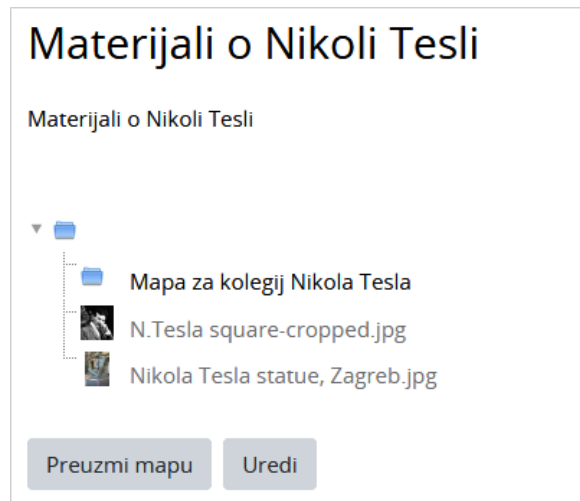 Materijali o Nikoli Tesli
Materijali o Nikoli Tesli
Mapa za kolegij Nikola Tesla
N.Tesla square-cropped.jpg
Nikola Tesla statue, Zagreb.jpg
Preuzmi mapu Uredi